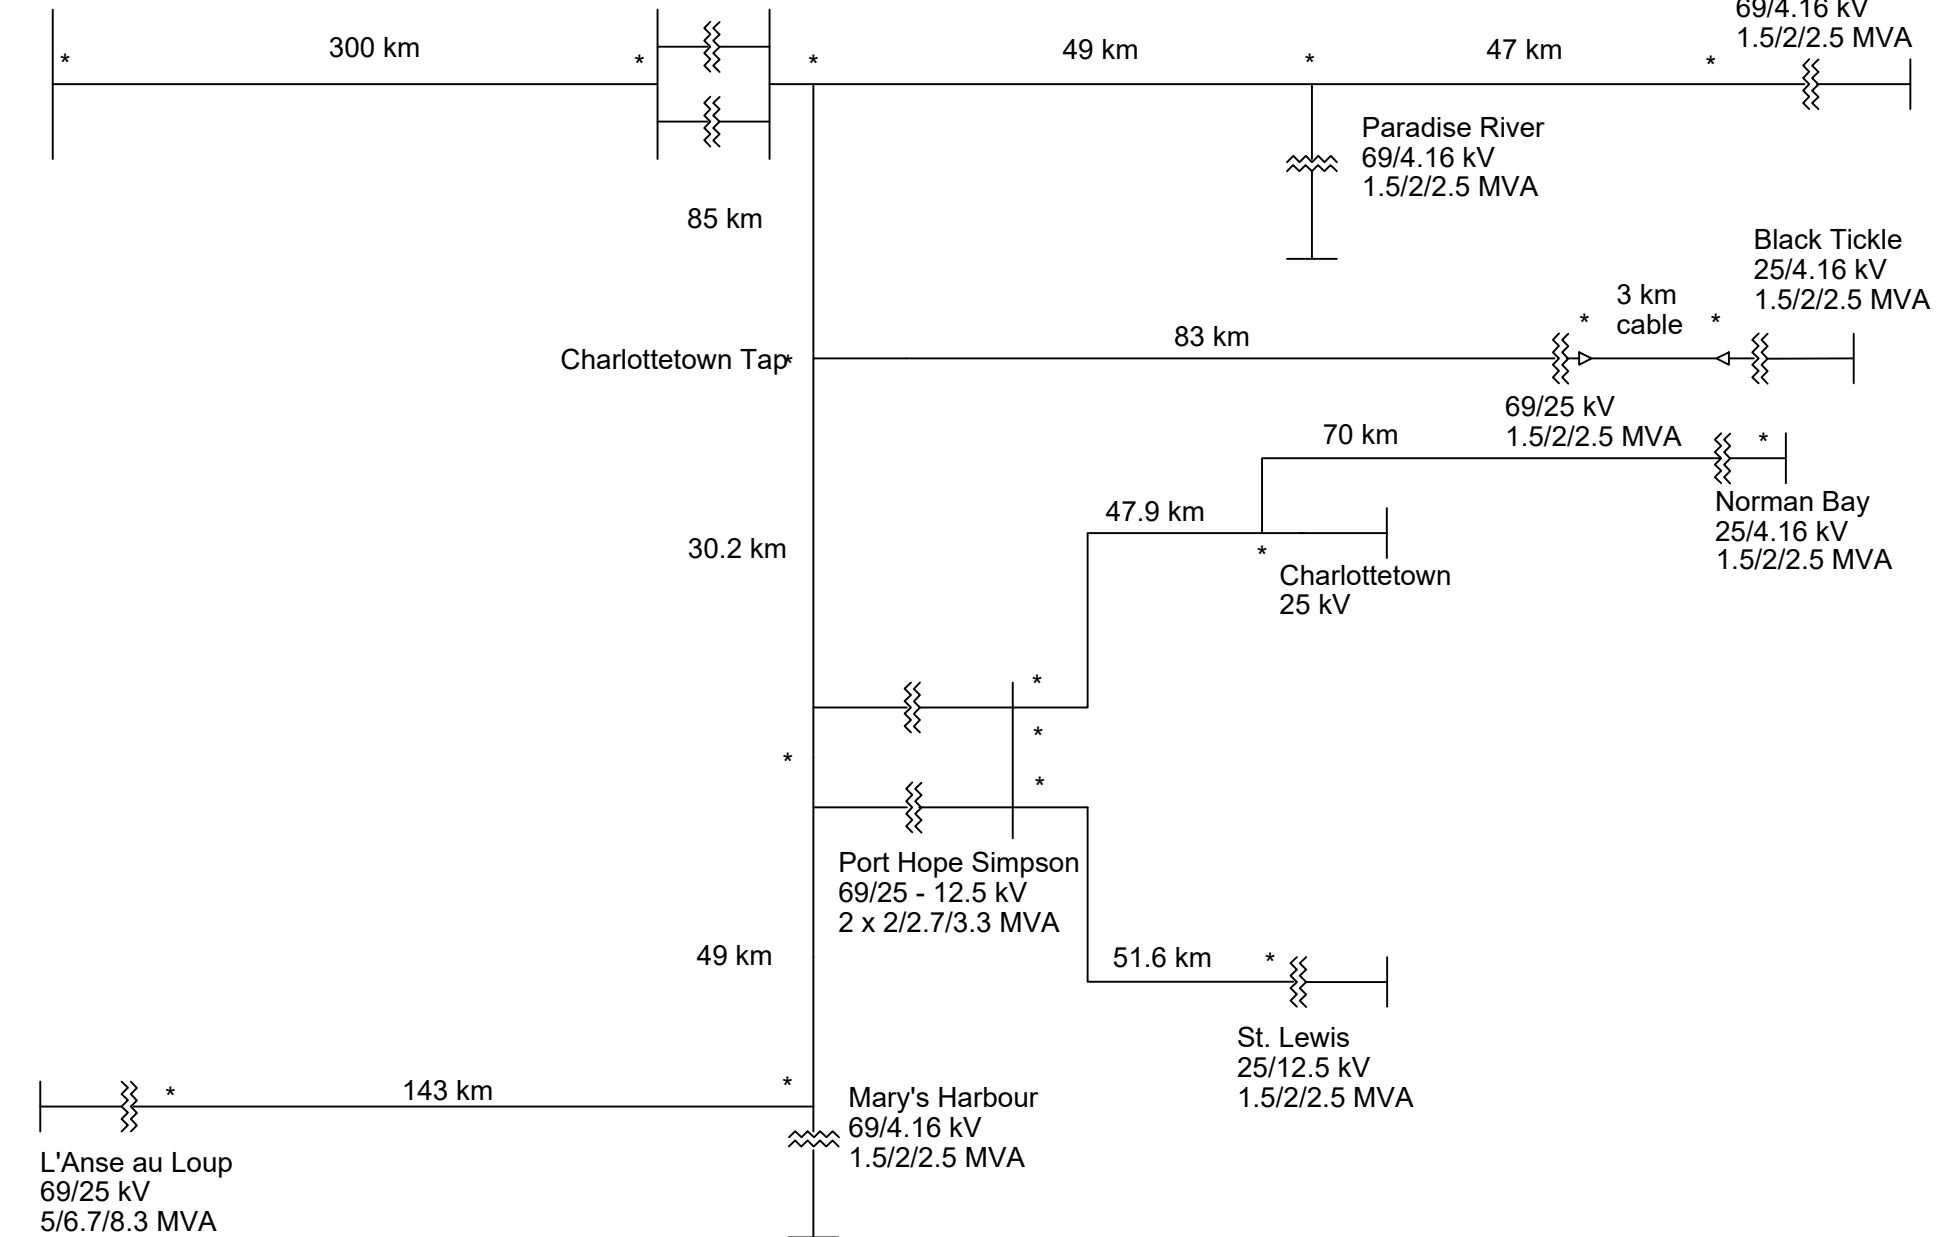 69/4.16 kV
1.5/2/2.5 MVA
* 300 km *
* 49 km * 47 km *
Paradise River
69/4.16 kV
1.5/2/2.5 MVA
85 km
Black Tickle
25/4.16 kV
1.5/2/2.5 MVA
3 km
* cable *
83 km
Charlottetown Tap*
69/25 kV
1.5/2/2.5 MVA
70 km
*
Norman Bay
25/4.16 kV
1.5/2/2.5 MVA
47.9 km
*
Charlottetown
25 kV
30.2 km
*
*
*
*
Port Hope Simpson
69/25 - 12.5 kV
2 x 2/2.7/3.3 MVA
49 km
51.6 km *
St. Lewis
25/12.5 kV
1.5/2/2.5 MVA
* 143 km *
Mary's Harbour
69/4.16 kV
1.5/2/2.5 MVA
L'Anse au Loup
69/25 kV
5/6.7/8.3 MVA